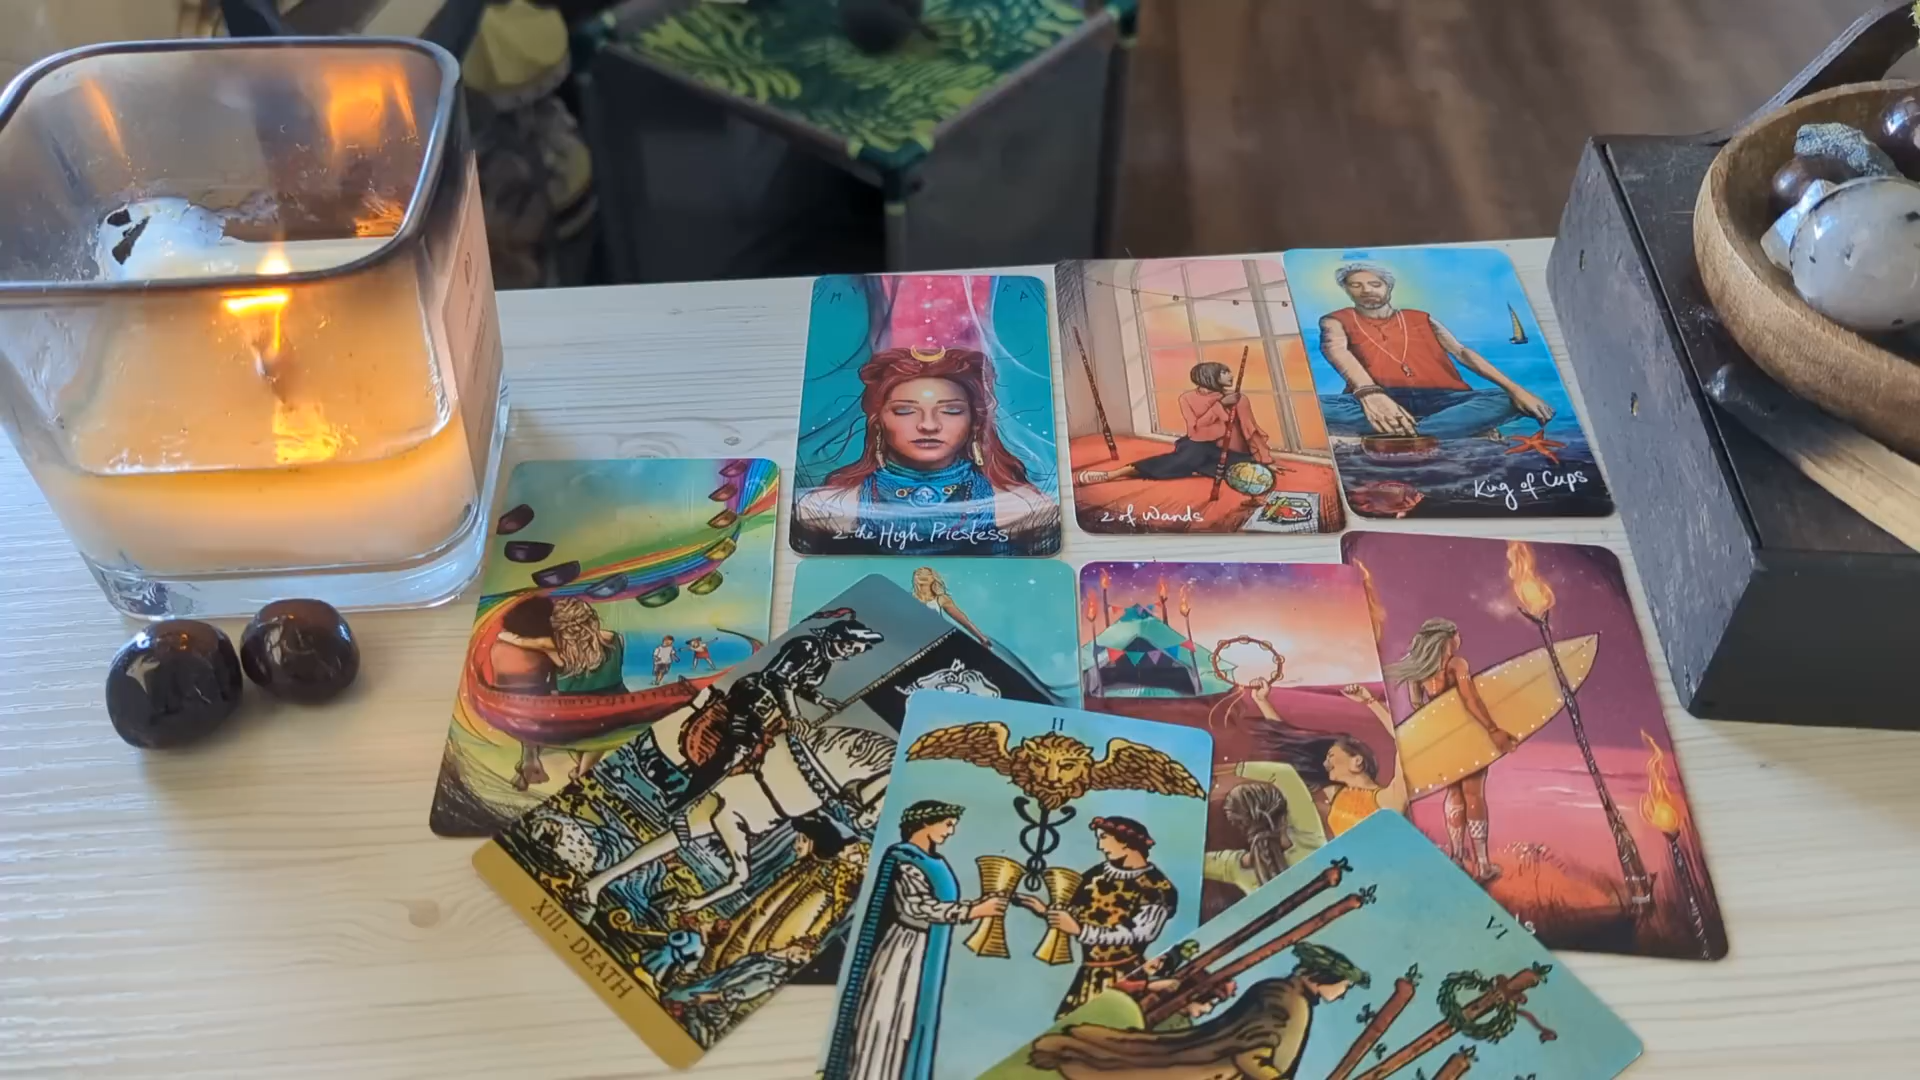 2. the High Priestess
2 of Wands
King of Cups
II
XIII - DEATH
VI